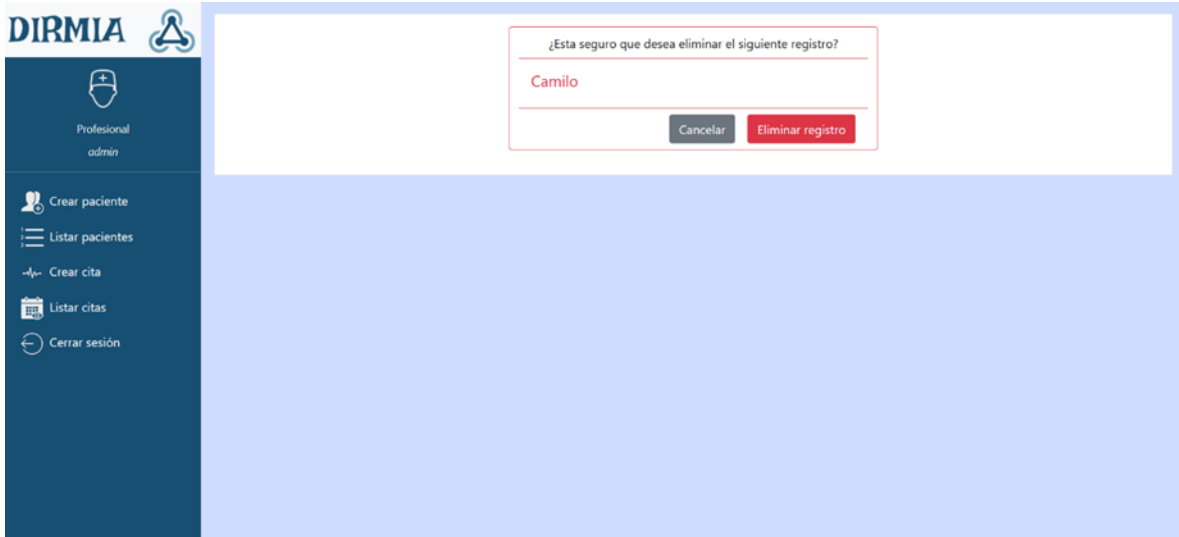 DIRMIA
Profesional
admin
Crear paciente
Listar pacientes
Crear cita
Listar citas
Cerrar sesión
¿Esta seguro que desea eliminar el siguiente registro?
Camilo
Cancelar
Eliminar registro